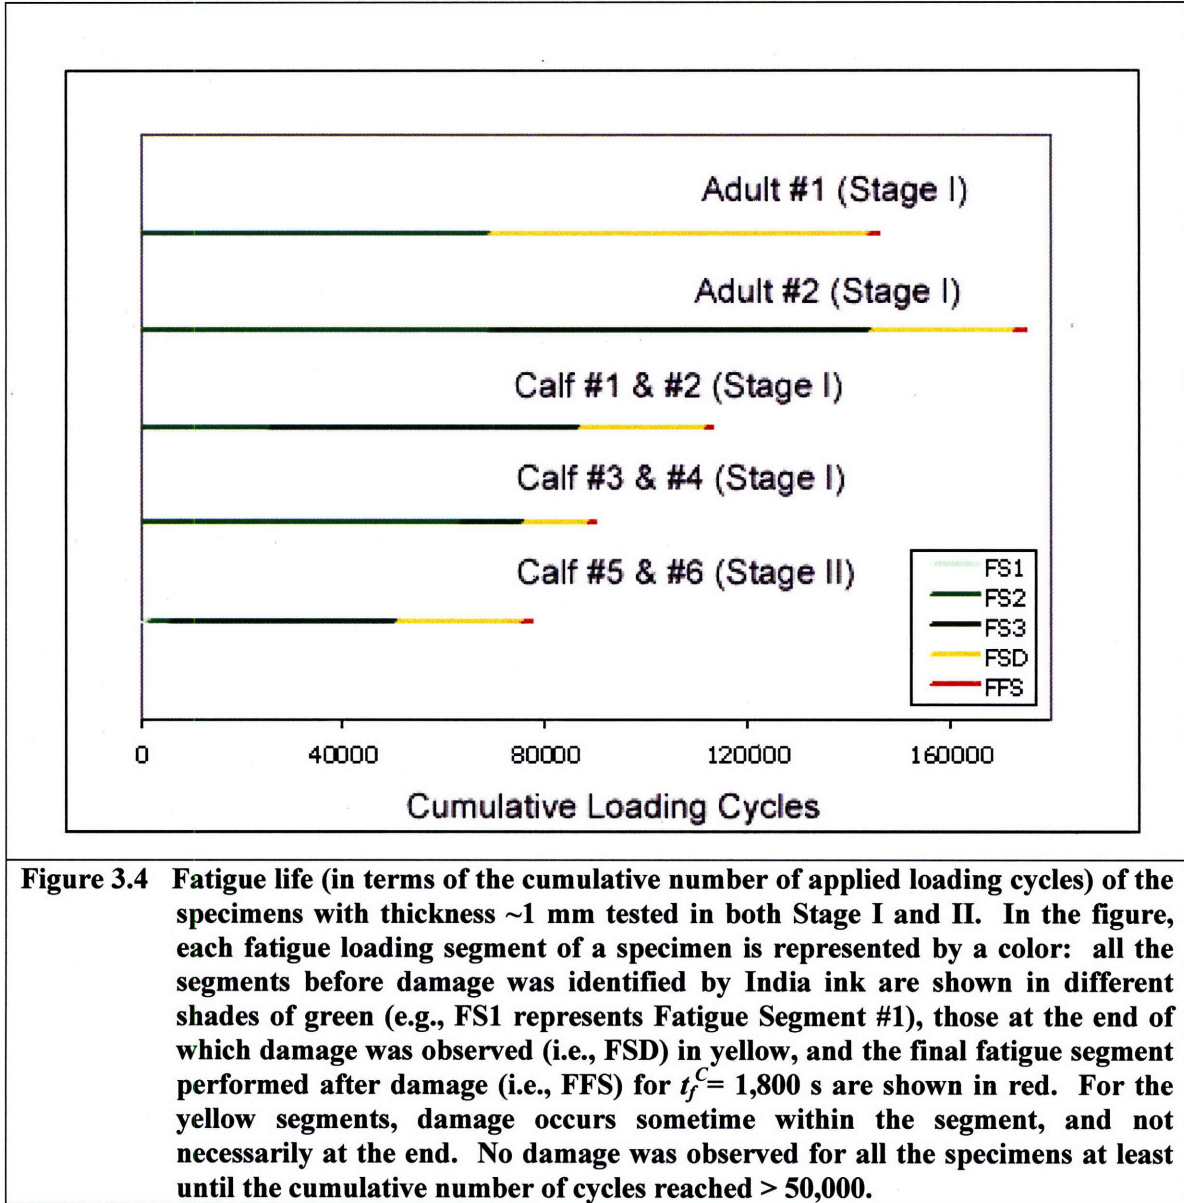 Adult #1 (Stage I)
Adult #2 (Stage I)
Calf #1 & #2 (Stage I)
Calf #3 & #4 (Stage I)
Calf #5 & #6 (Stage II)
FS1
FS2
FS3
FSD
FFS
0 40000 80000 120000 160000
Cumulative Loading Cycles
Figure 3.4 Fatigue life (in terms of the cumulative number of applied loading cycles) of the
specimens with thickness ~1 mm tested in both Stage I and II. In the figure,
each fatigue loading segment of a specimen is represented by a color: all the
segments before damage was identified by India ink are shown in different
shades of green (e.g., FS1 represents Fatigue Segment #1), those at the end of
which damage was observed (i.e., FSD) in yellow, and the final fatigue segment
performed after damage (i.e., FFS) for t_f^C= 1,800 s are shown in red. For the
yellow segments, damage occurs sometime within the segment, and not
necessarily at the end. No damage was observed for all the specimens at least
until the cumulative number of cycles reached > 50,000.